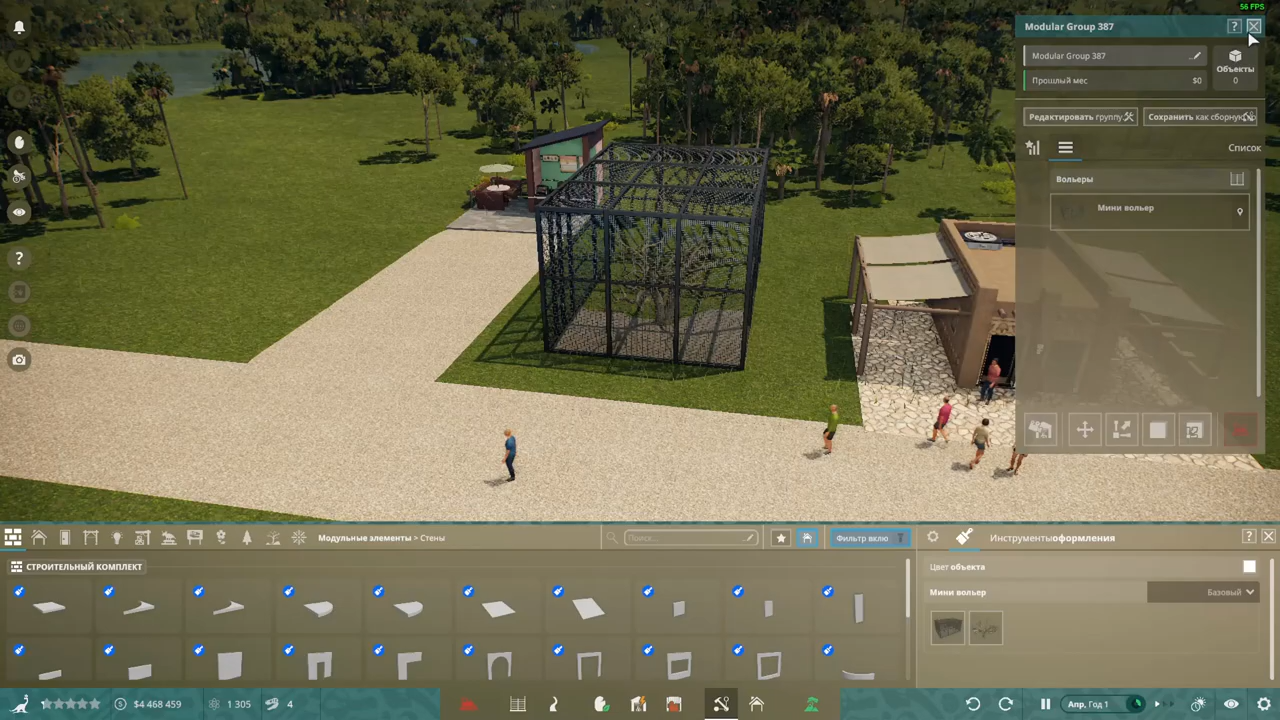 56 FPS
Modular Group 387
?
Modular Group 387
Объекты
0
Прошлый мес $0
Редактировать группу
Сохранить как сборную
Список
Вольеры
Мини вольер
?
Модульные элементы > Стены
Поиск...
Фильтр вклю
Инструменты оформления
?
СТРОИТЕЛЬНЫЙ КОМПЛЕКТ
Цвет объекта
Мини вольер
Базовый
$4 468 459
1 305
4
Апр, Год 1